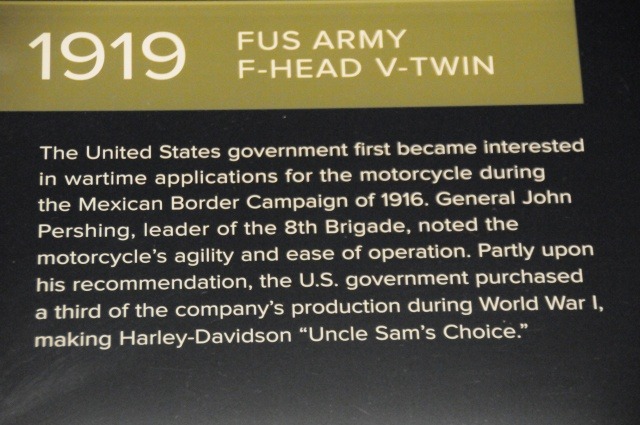 1919
FUS ARMY
F-HEAD V-TWIN
The United States government first became interested
in wartime applications for the motorcycle during
the Mexican Border Campaign of 1916. General John
Pershing, leader of the 8th Brigade, noted the
motorcycle's agility and ease of operation. Partly upon
his recommendation, the U.S. government purchased
a third of the company's production during World War I,
making Harley-Davidson “Uncle Sam's Choice.”